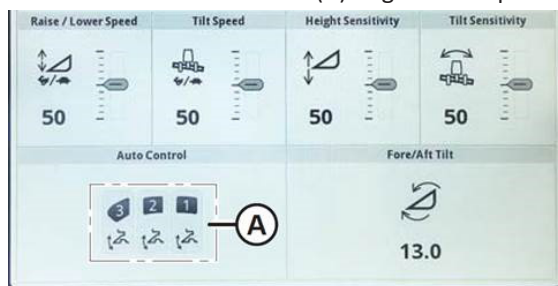 Raise / Lower Speed Tilt Speed Height Sensitivity Tilt Sensitivity
50 50 50 50
Auto Control Fore/Aft Tilt
3 2 1
A
13.0